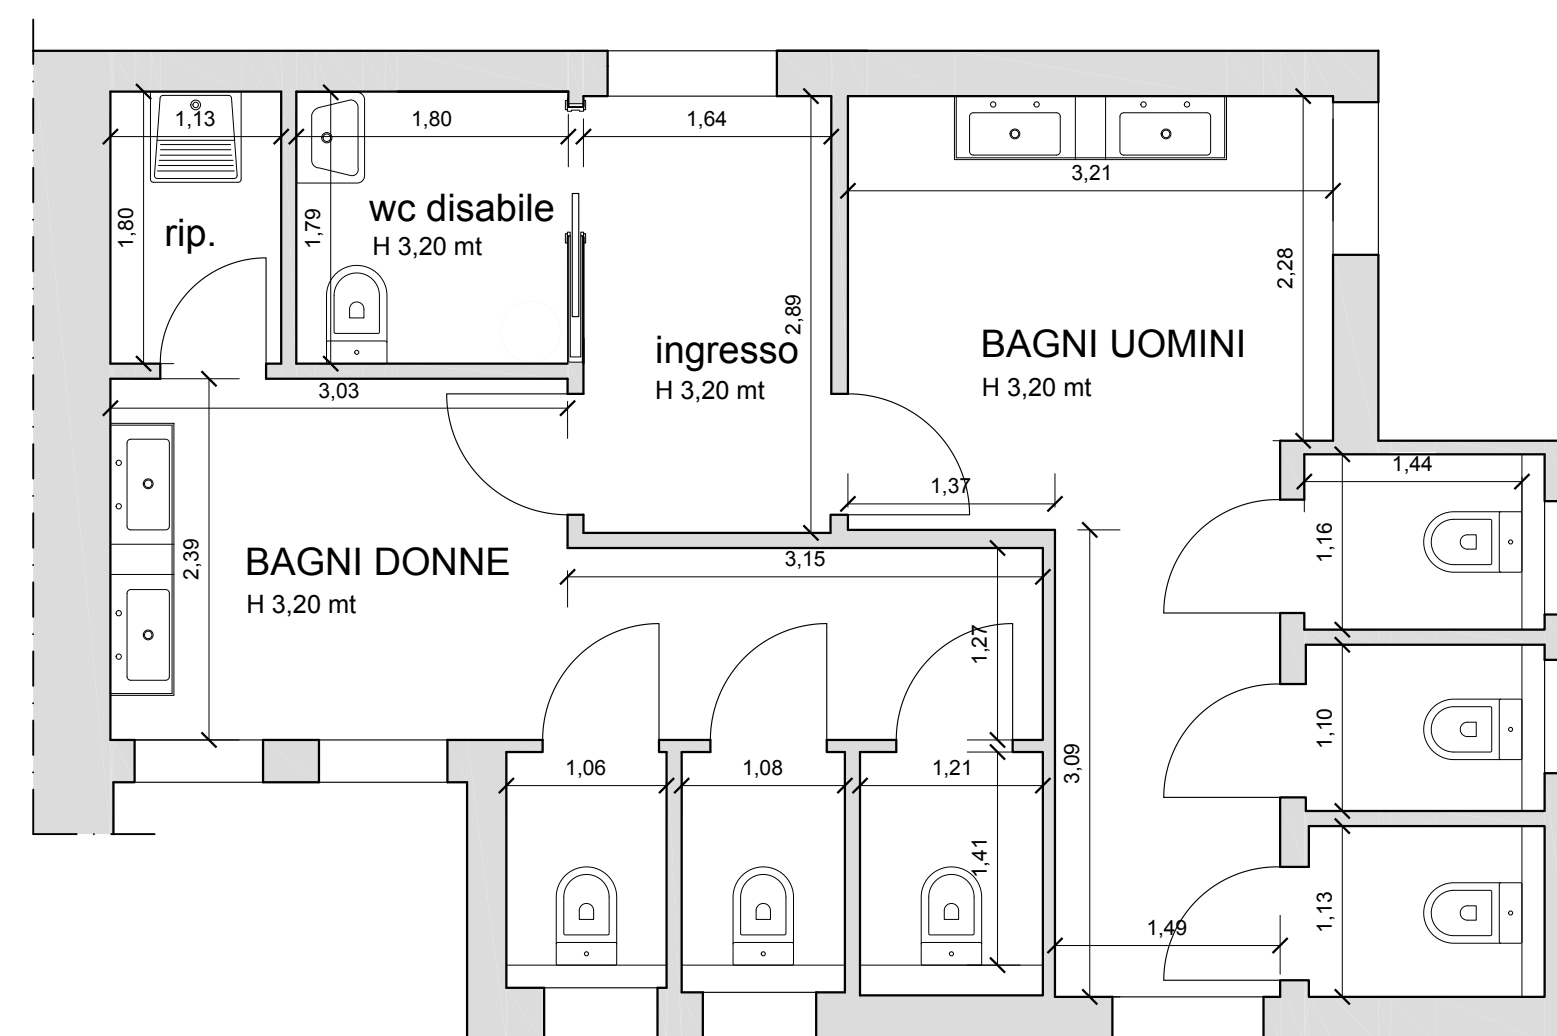 1,13
1,80
1,64
3,21
1,80
rip.
1,79
wc disabile
H 3,20 mt
2,28
2,89
ingresso
H 3,20 mt
BAGNI UOMINI
H 3,20 mt
3,03
1,44
1,37
1,16
2,39
BAGNI DONNE
H 3,20 mt
3,15
1,27
1,10
3,09
1,06
1,08
1,21
1,41
1,13
1,49